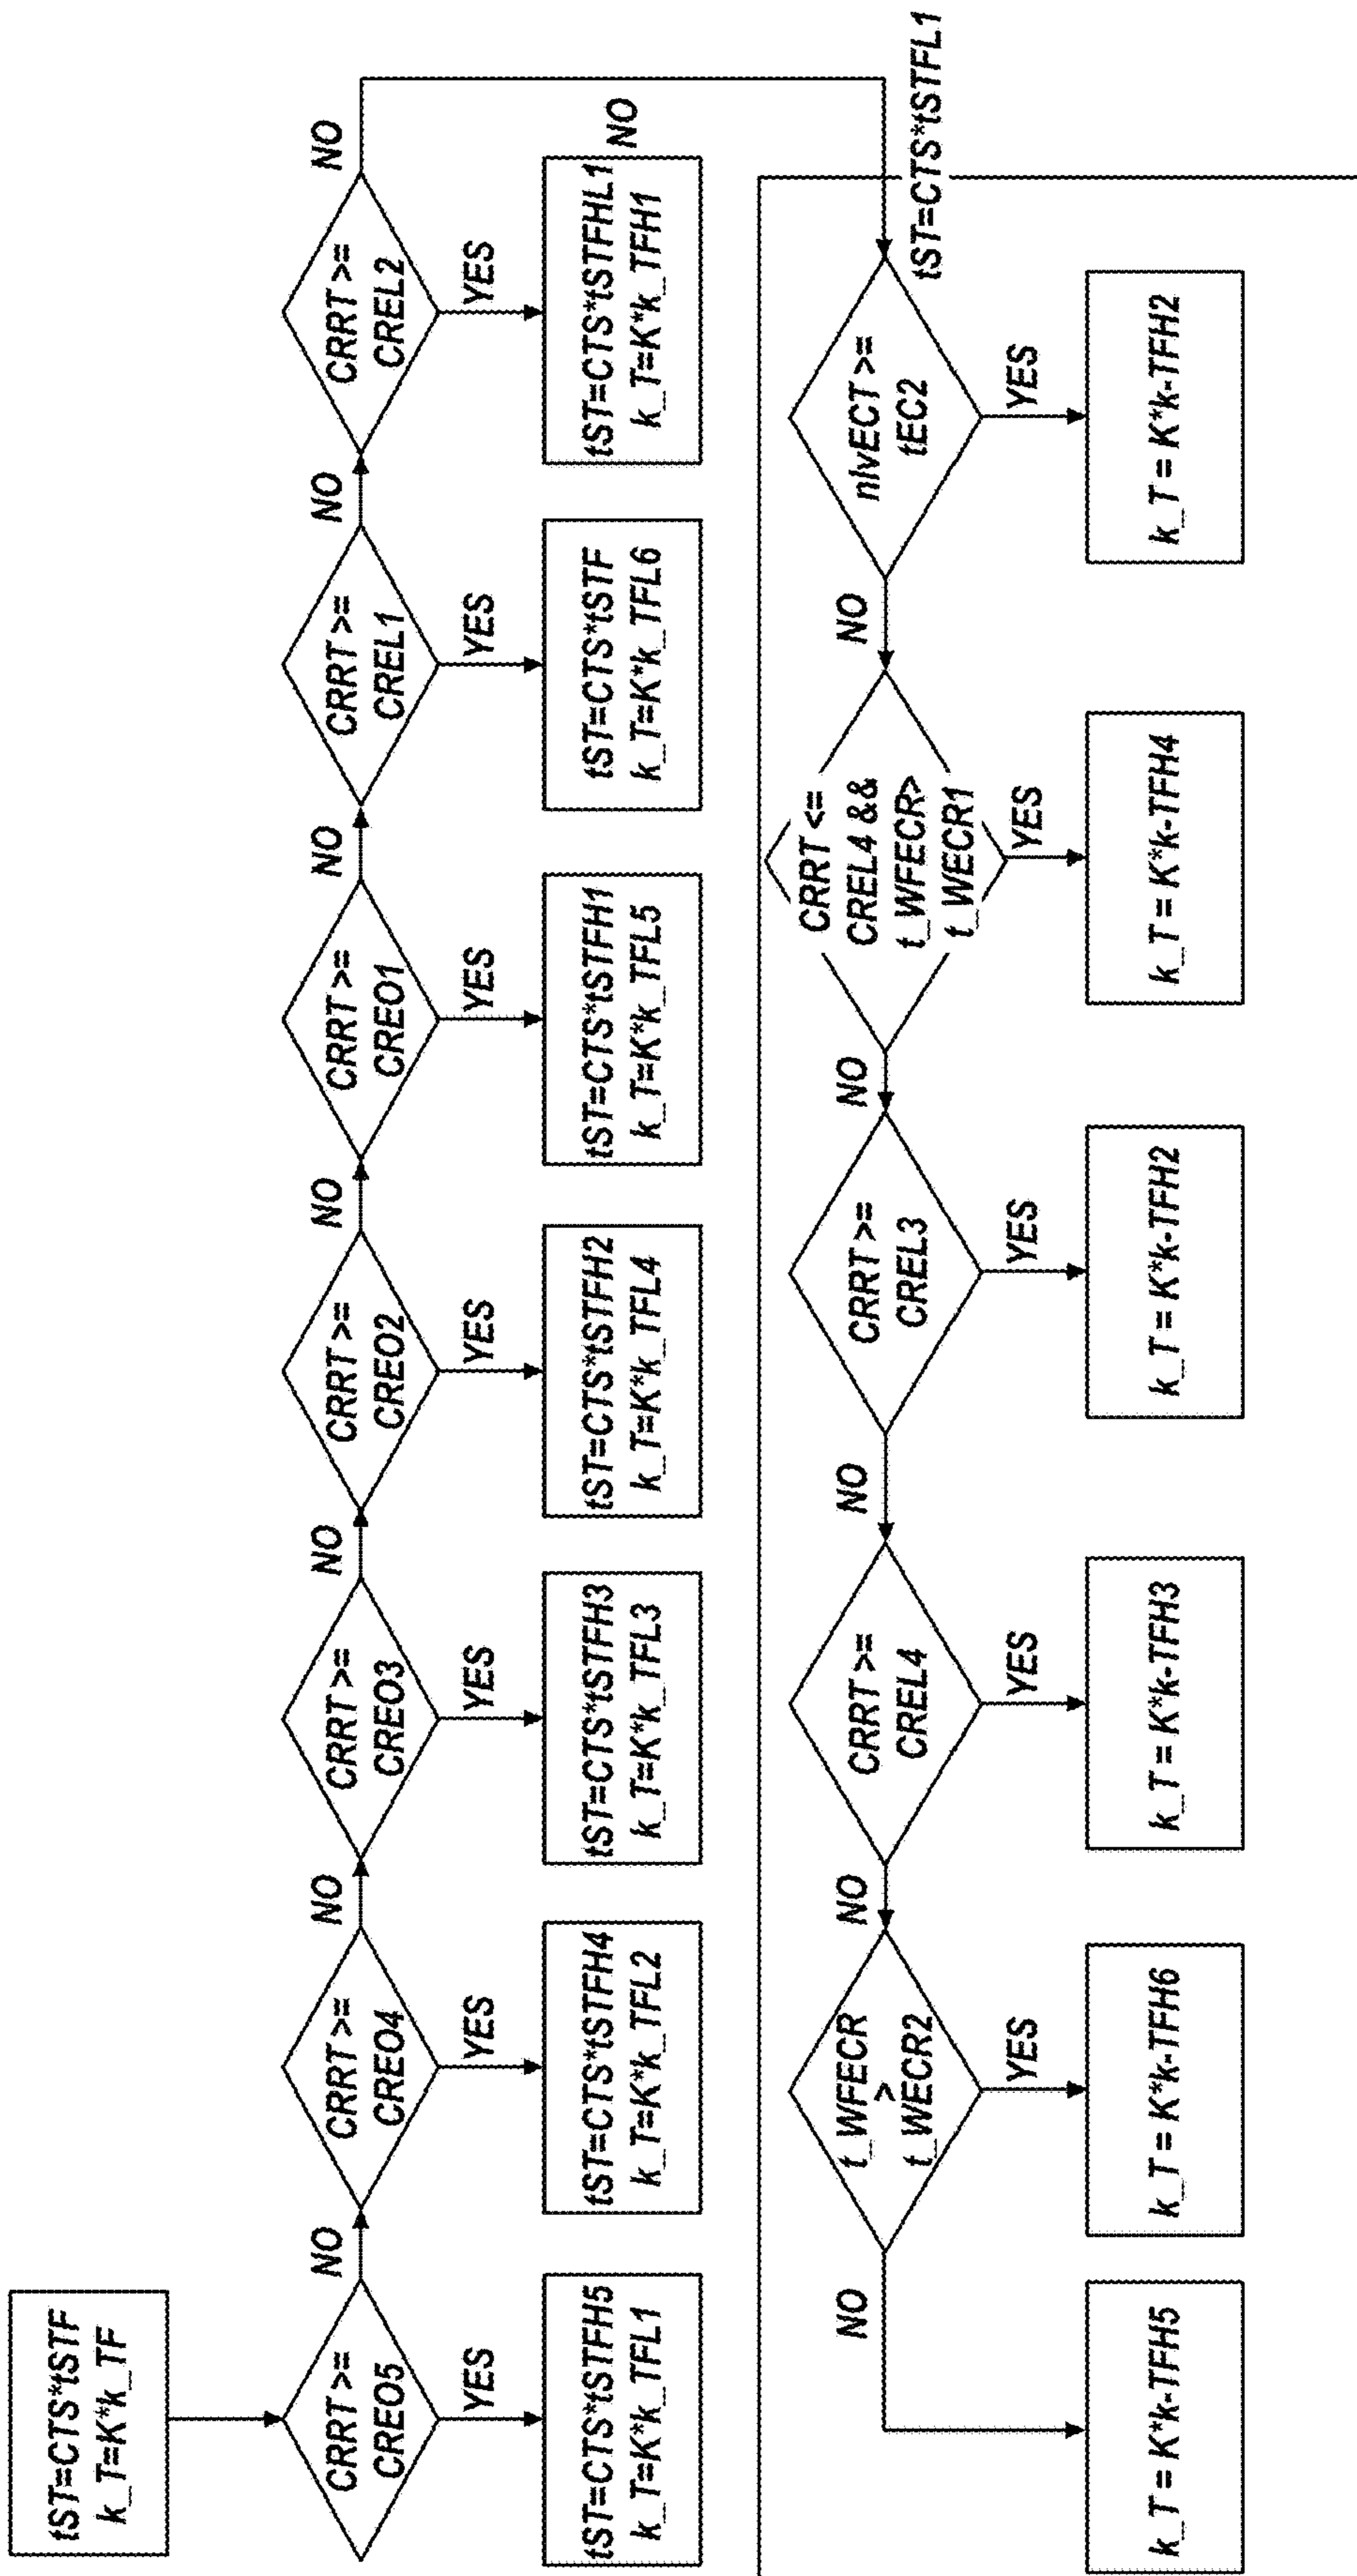 tST=CTS*tSTF
k_T=K*k_TF
CRRT >=
CREO5
NO
YES
tST=CTS*tSTFH5
k_T=K*k_TFL1
CRRT >=
CREO4
NO
YES
tST=CTS*tSTFH4
k_T=K*k_TFL2
CRRT >=
CREO3
NO
YES
tST=CTS*tSTFH3
k_T=K*k_TFL3
CRRT >=
CREO2
NO
YES
tST=CTS*tSTFH2
k_T=K*k_TFL4
CRRT >=
CREO1
NO
YES
tST=CTS*tSTFH1
k_T=K*k_TFL5
CRRT >=
CREL1
NO
YES
tST=CTS*tSTF
k_T=K*k_TFL6
CRRT >=
CREL2
NO
YES
tST=CTS*tSTFHL1
k_T=K*k_TFH1
NO
tST=CTS*tSTFL1
nlvECT >=
tEC2
NO
YES
k_T = K*k-TFH2
CRRT <=
CREL4 &&
t_WFECR>
t_WECR1
NO
YES
k_T = K*k-TFH4
CRRT >=
CREL3
NO
YES
k_T = K*k-TFH2
CRRT >=
CREL4
NO
YES
k_T = K*k-TFH3
t_WFECR
>
t_WECR2
NO
YES
k_T = K*k-TFH6
k_T = K*k-TFH5